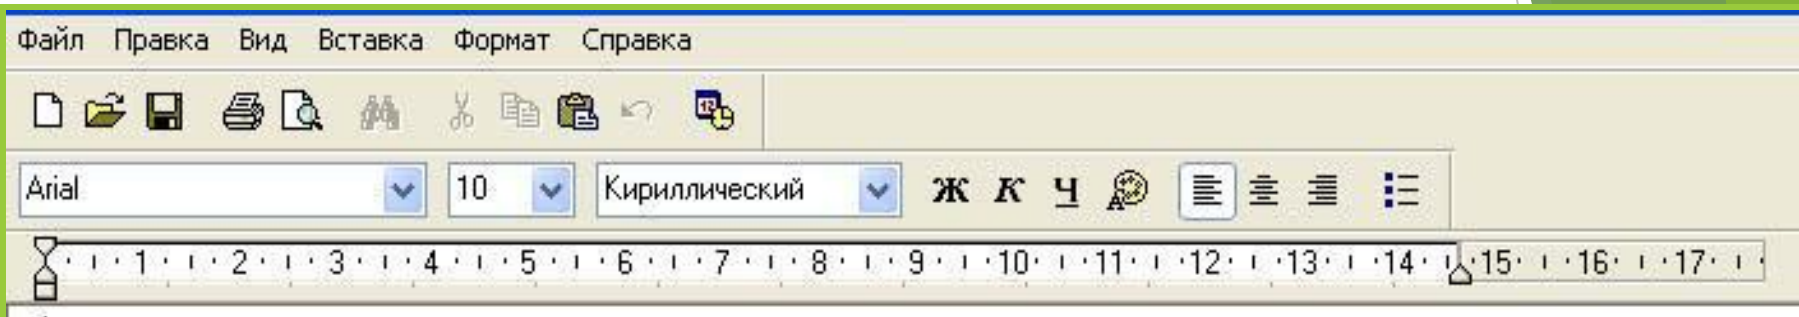 Файл Правка Вид Вставка Формат Справка
12
Arial 10 Кириллический Ж К Ч А
1 2 3 4 5 6 7 8 9 10 11 12 13 14 15 16 17